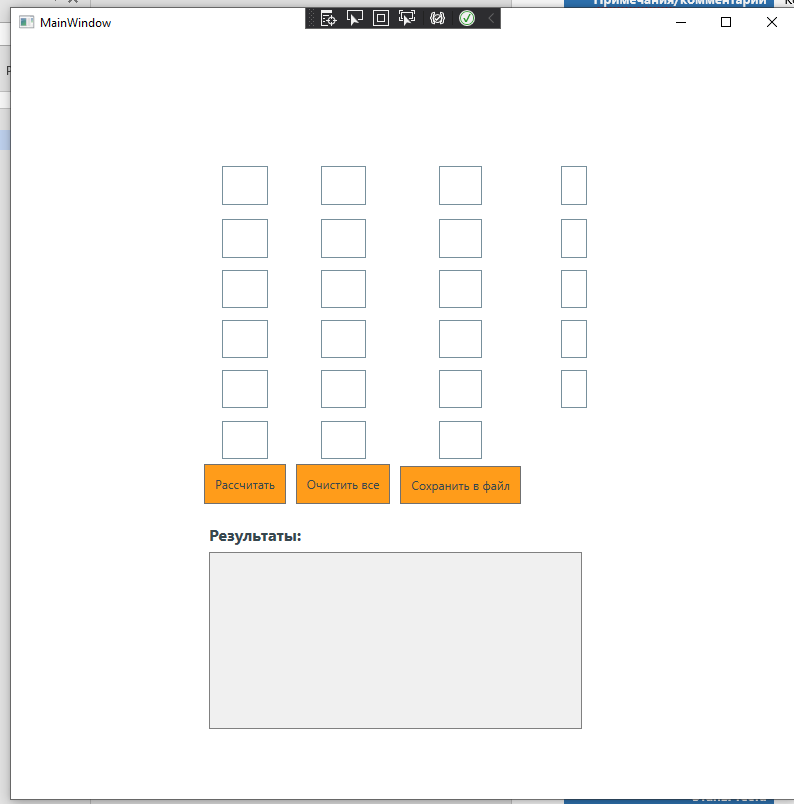 Примечания/комментарии
MainWindow
Рассчитать
Очистить все
Сохранить в файл
Результаты: